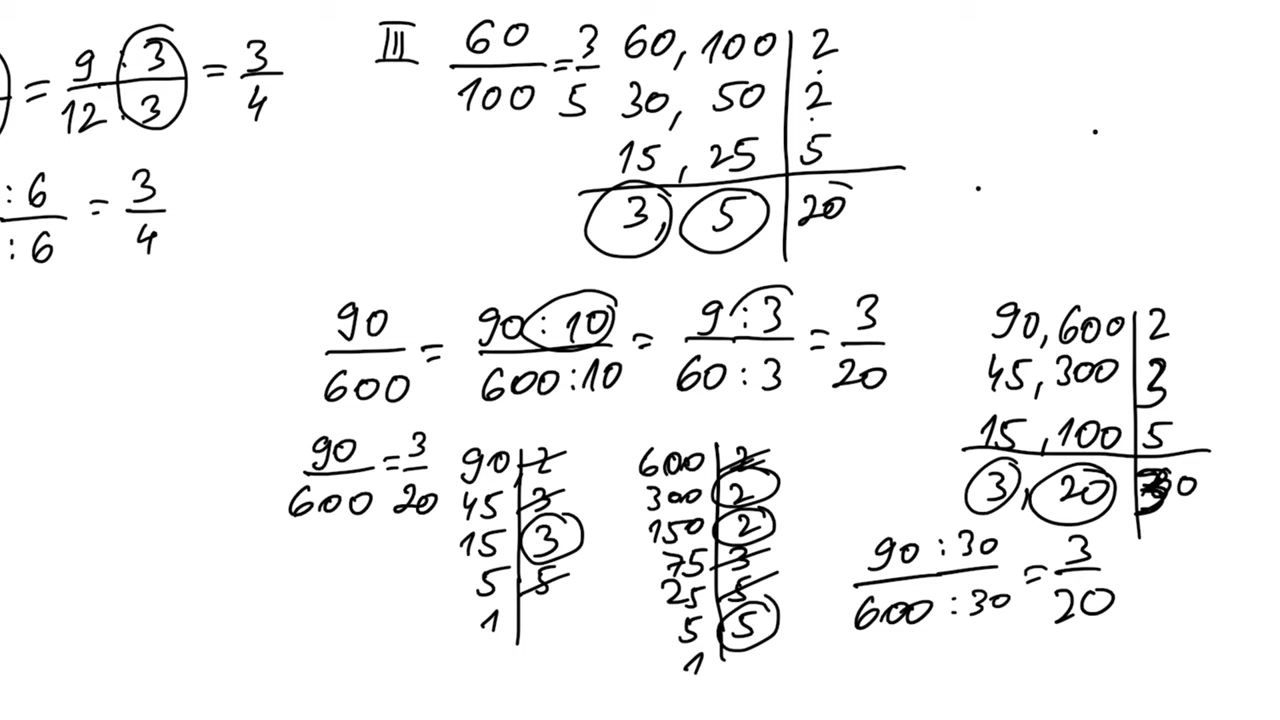 = 9 : 3 / 12 : 3 = 3/4
: 6 / : 6 = 3/4
III 60/100 = 3/5
60, 100 | 2
30, 50 | 2
15, 25 | 5
3, 5 | 20
90/600 = 90 : 10 / 600 : 10 = 9 : 3 / 60 : 3 = 3/20
90/600 = 3/20
90 | 2
45 | 3
15 | 3
5 | 5
1
600 | 2
300 | 2
150 | 2
75 | 3
25 | 5
5 | 5
1
90, 600 | 2
45, 300 | 3
15, 100 | 5
3, 20 | 30
90 : 30 / 600 : 30 = 3/20